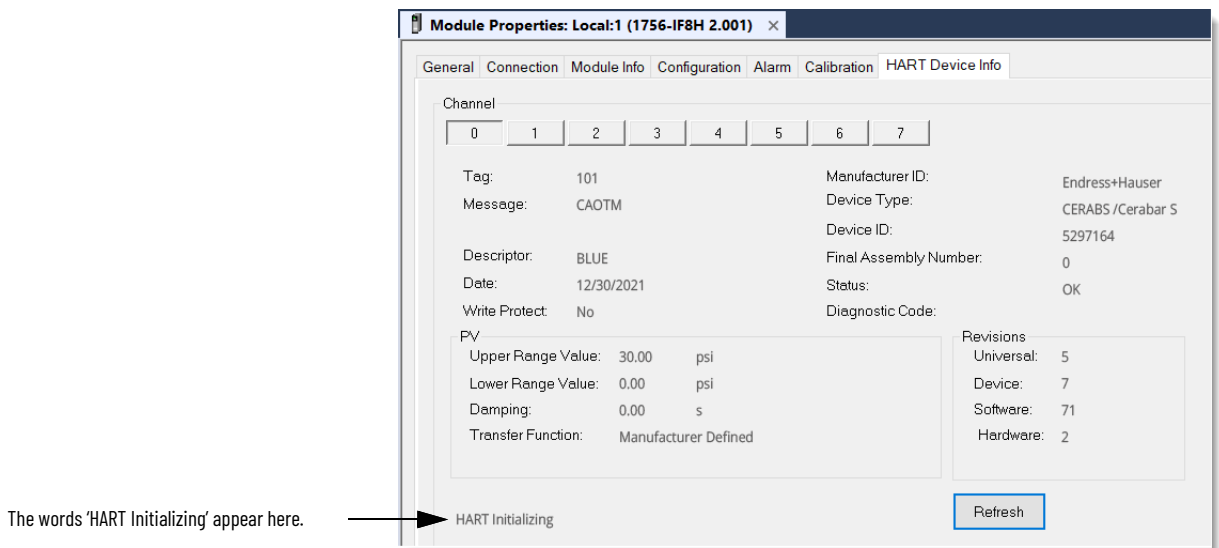 Module Properties: Local:1 (1756-IF8H 2.001) ×
General Connection Module Info Configuration Alarm Calibration HART Device Info
Channel
0 1 2 3 4 5 6 7
Tag: 101
Message: CAOTM
Descriptor: BLUE
Date: 12/30/2021
Write Protect: No
Manufacturer ID: Endress+Hauser
Device Type: CERABS /Cerabar S
Device ID: 5297164
Final Assembly Number: 0
Status: OK
Diagnostic Code:
PV
Upper Range Value: 30.00 psi
Lower Range Value: 0.00 psi
Damping: 0.00 s
Transfer Function: Manufacturer Defined
Revisions
Universal: 5
Device: 7
Software: 71
Hardware: 2
The words ‘HART Initializing’ appear here.
HART Initializing
Refresh